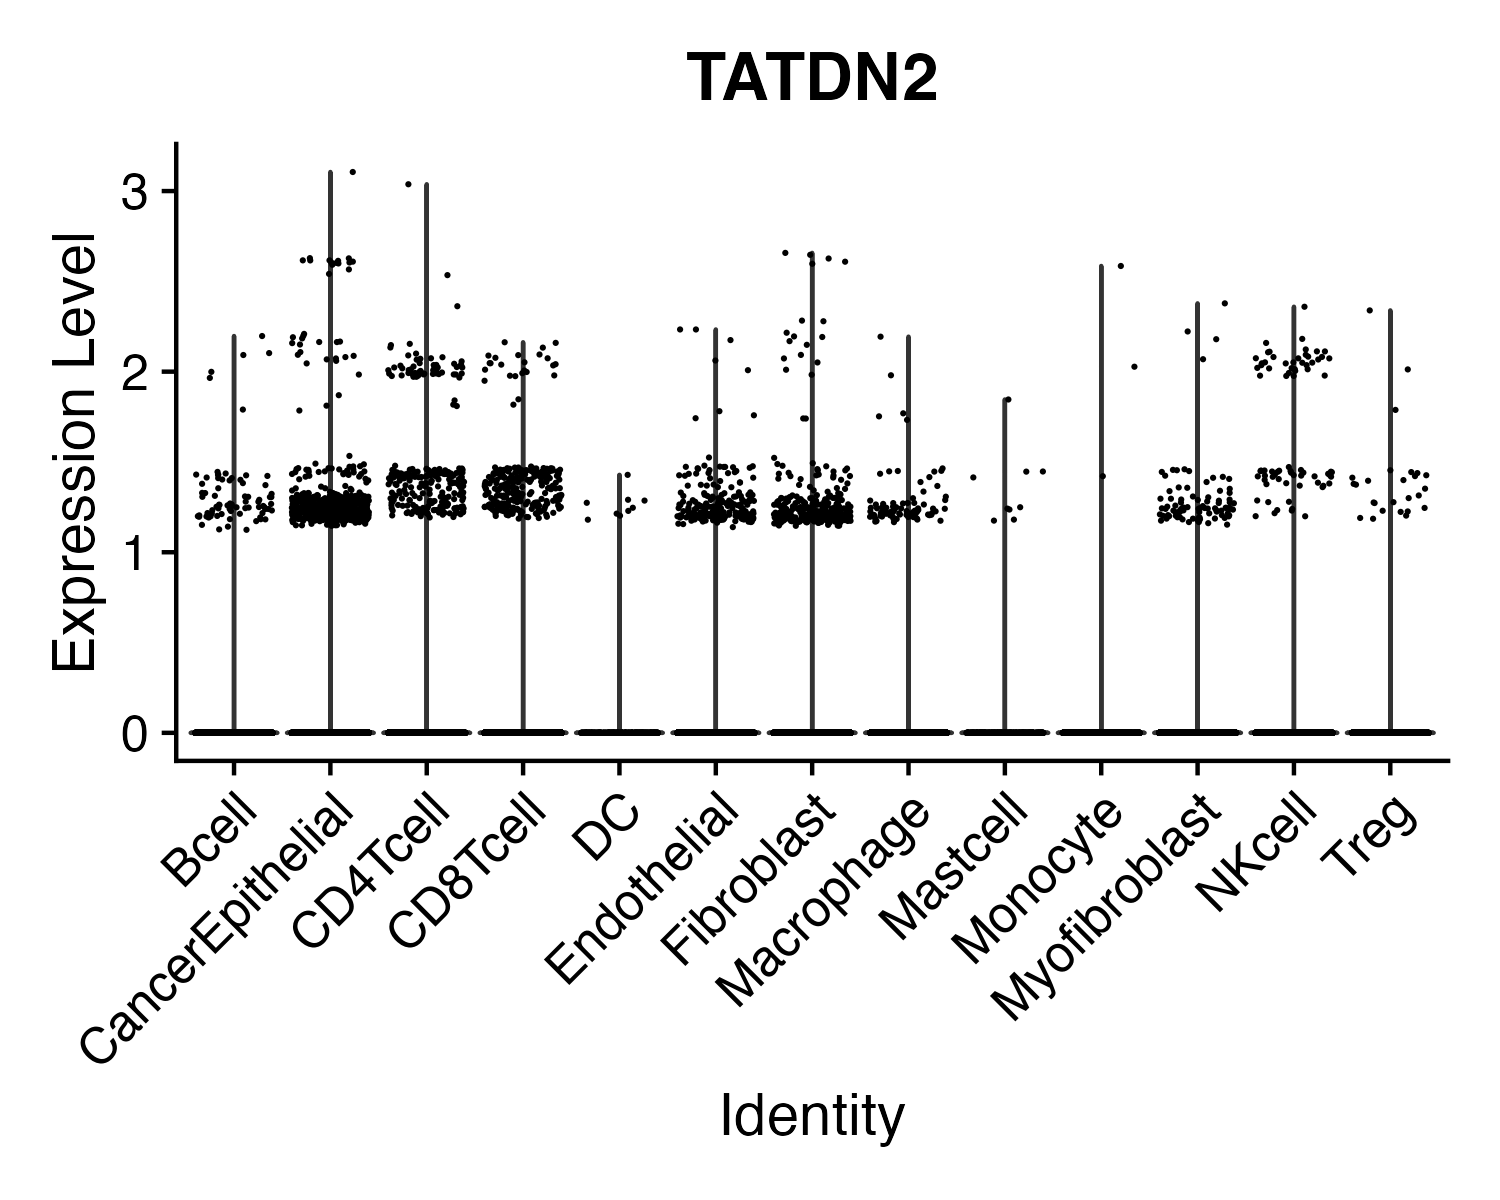 TATDN2
Expression Level
3
2
1
0
Bcell
CancerEpithelial
CD4Tcell
CD8Tcell
DC
Endothelial
Fibroblast
Macrophage
Mastcell
Monocyte
Myofibroblast
NKcell
Treg
Identity